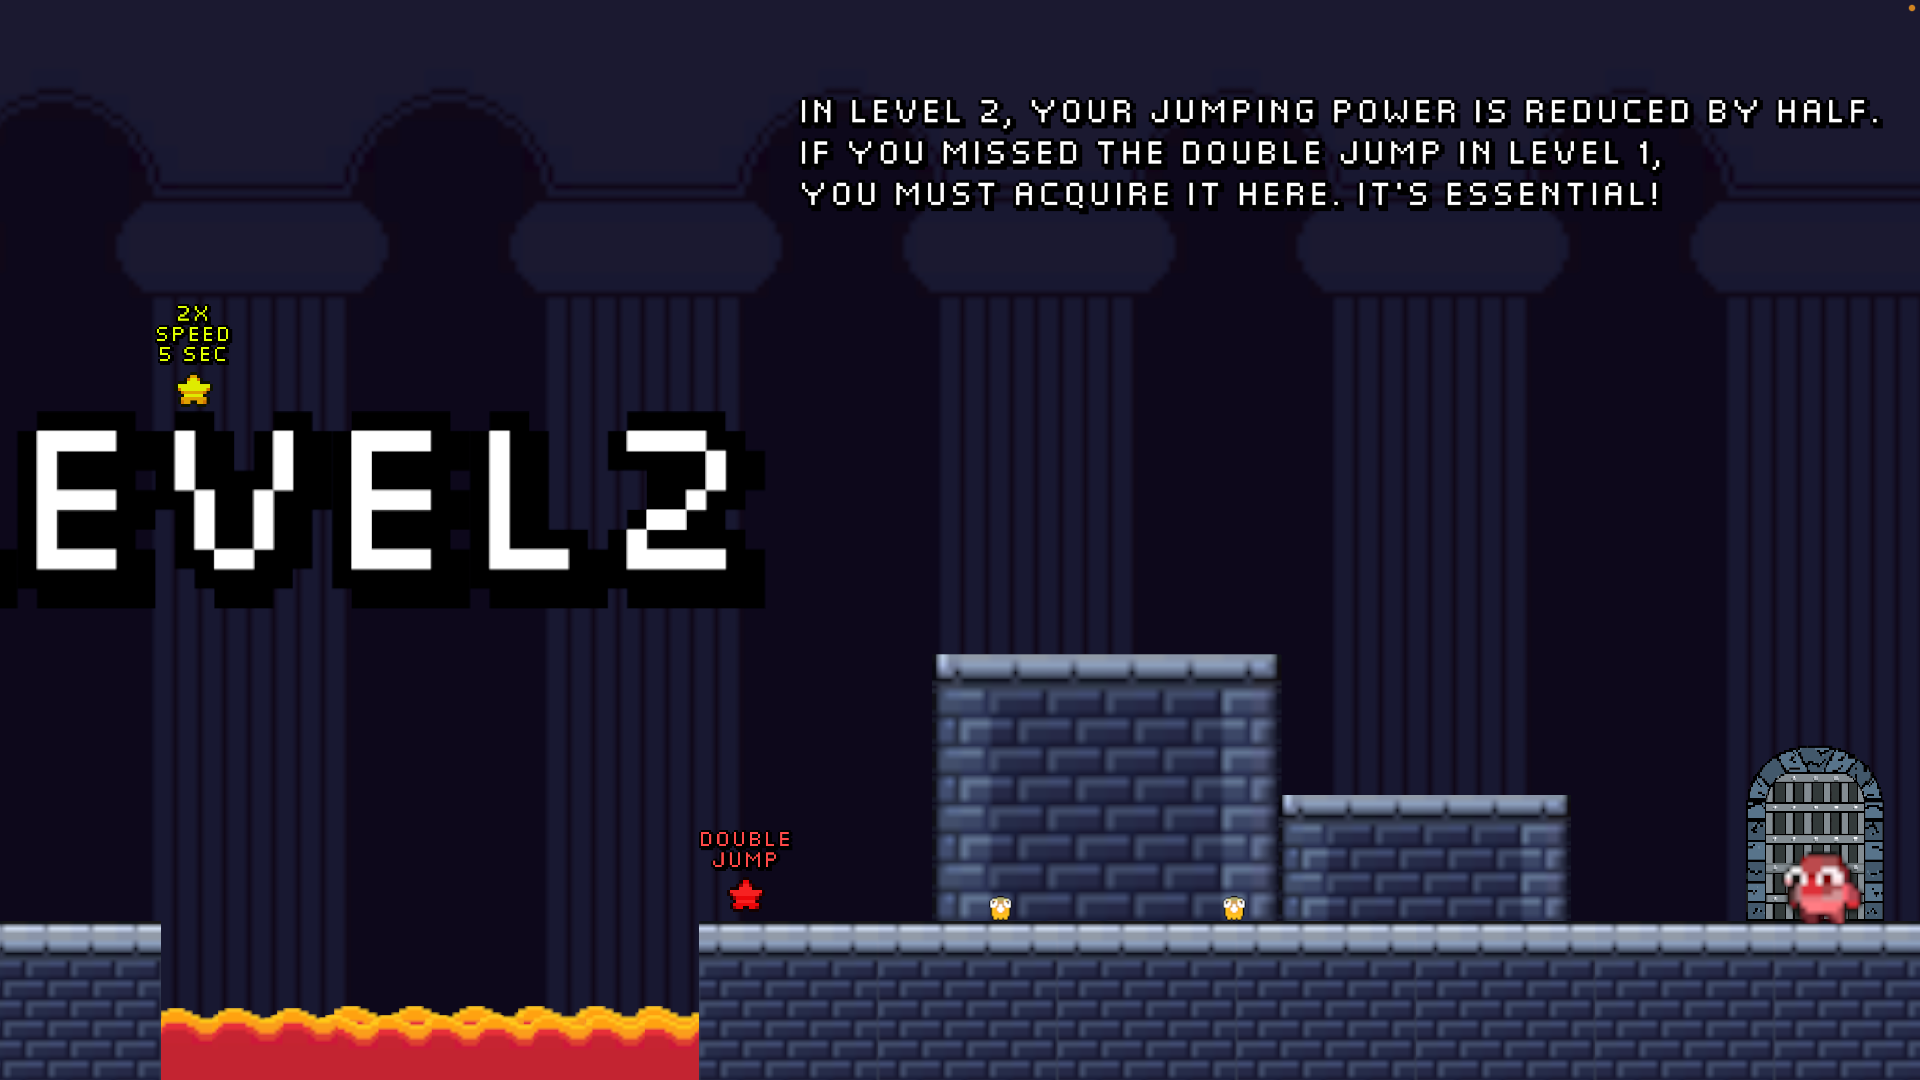 IN LEVEL 2, YOUR JUMPING POWER IS REDUCED BY HALF.
IF YOU MISSED THE DOUBLE JUMP IN LEVEL 1,
YOU MUST ACQUIRE IT HERE. IT'S ESSENTIAL!
2X
SPEED
5 SEC
EVEL2
DOUBLE
JUMP